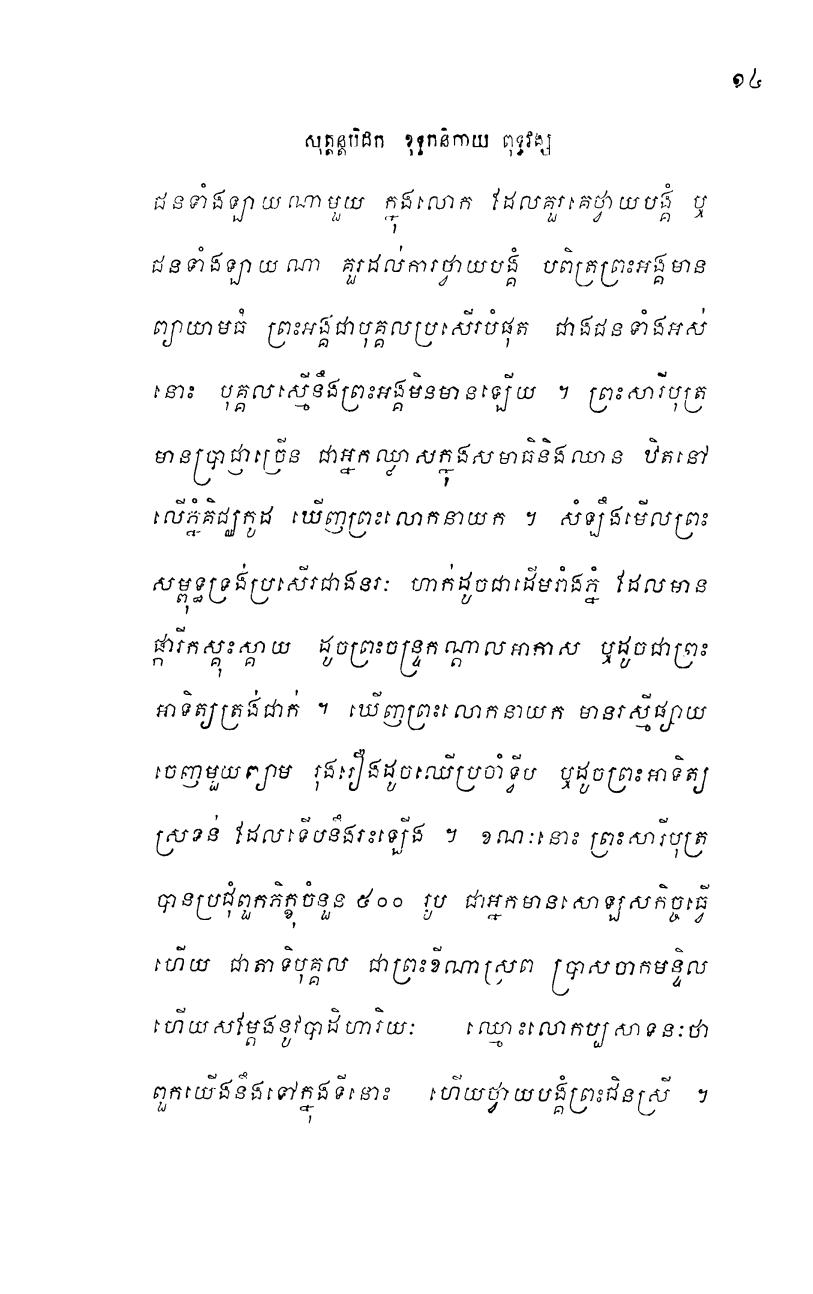 ១៤
សុត្តន្តបិដក ខុទ្ទកនិកាយ ពុទ្ធវង្ស
ជនទាំងឡាយណាមួយ ក្នុងលោក ដែលគួរគេថ្វាយបង្គំ ឬ
ជនទាំងឡាយណា គួរដល់ការថ្វាយបង្គំ បពិត្រព្រះអង្គមាន
ព្យាយាមធំ ព្រះអង្គជាបុគ្គលប្រសើរបំផុត ជាងជនទាំងអស់
នោះ បុគ្គលស្មើនឹងព្រះអង្គមិនមានឡើយ ។ ព្រះសារីបុត្រ
មានប្រាជ្ញាច្រើន ជាអ្នកឈ្លាសក្នុងសមាធិនិងឈាន ឋិតនៅ
លើភ្នំគិជ្ឈកូដ ឃើញព្រះលោកនាយក ។ សំឡឹងមើលព្រះ
សម្ពុទ្ធទ្រង់ប្រសើរជាងនរៈ ហាក់ដូចជាដើមរាំងភ្នំ ដែលមាន
ផ្ការីកស្គុះស្គាយ ដូចព្រះចន្ទ្រកណ្តាលអាកាស ឬដូចជាព្រះ
អាទិត្យត្រង់ជាក់ ។ ឃើញព្រះលោកនាយក មានរស្មីផ្សាយ
ចេញមួយព្យាម រុងរឿងដូចឈើប្រចាំទ្វីប ឬដូចព្រះអាទិត្យ
ស្រទន់ ដែលទើបនឹងរះឡើង ។ ខណៈនោះ ព្រះសារីបុត្រ
បានប្រជុំពួកភិក្ខុចំនួន ៥០០ រូប ជាអ្នកមានសោឡសកិច្ចធ្វើ
ហើយ ជាតាទិបុគ្គល ជាព្រះខីណាស្រព ប្រាសចាកមន្ទិល
ហើយសម្តែងនូវបាដិហារិយៈ ឈ្មោះលោកប្បសាទនៈថា
ពួកយើងនឹងទៅក្នុងទីនោះ ហើយថ្វាយបង្គំព្រះជិនស្រី ។